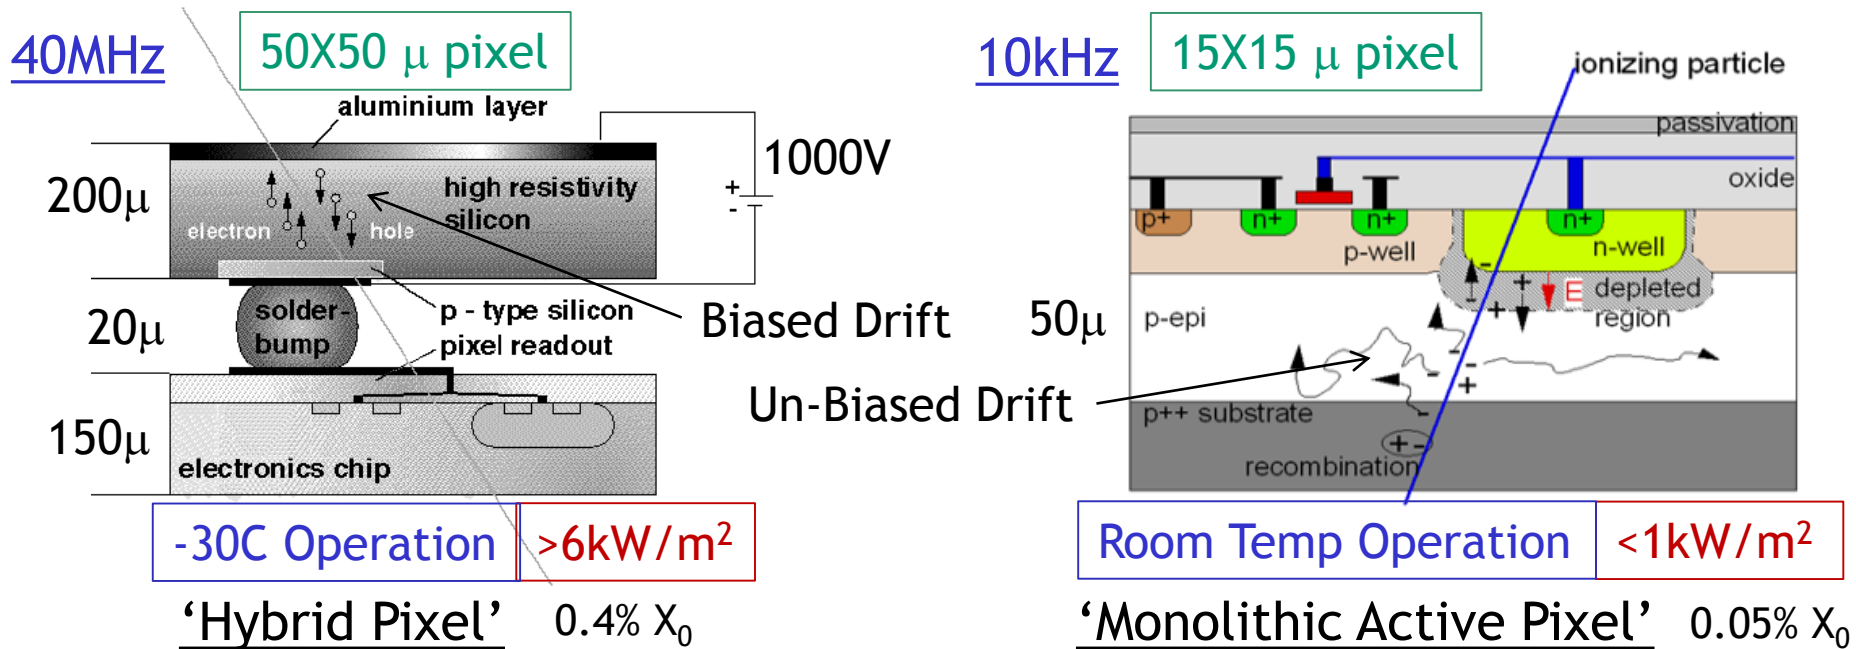 40MHz
50X50 μ pixel
aluminium layer
1000V
+
-
200μ
high resistivity
silicon
electron
hole
Biased Drift
20μ
solder-
bump
p - type silicon
pixel readout
150μ
electronics chip
-30C Operation
>6kW/m²
'Hybrid Pixel'
0.4% X₀
10kHz
15X15 μ pixel
ionizing particle
passivation
oxide
p+
n+
n+
n+
p-well
n-well
-
-
+
+
E
depleted
region
50μ
p-epi
-
-
-
+
Un-Biased Drift
p++ substrate
-
+ -
recombination
Room Temp Operation
<1kW/m²
'Monolithic Active Pixel'
0.05% X₀